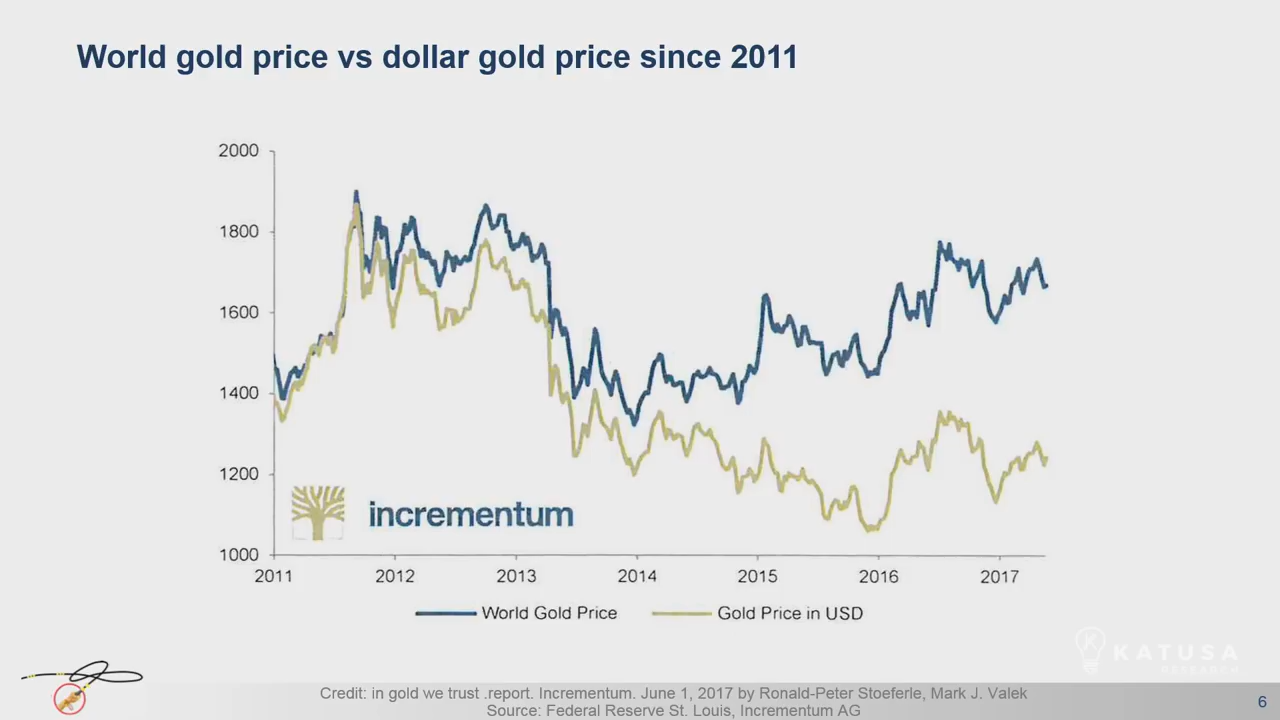 World gold price vs dollar gold price since 2011
2000
1800
1600
1400
1200
1000
incrementum
2011 2012 2013 2014 2015 2016 2017
World Gold Price Gold Price in USD
KATUSA
RESEARCH
Credit: in gold we trust .report. Incrementum. June 1, 2017 by Ronald-Peter Stoeferle, Mark J. Valek
Source: Federal Reserve St. Louis, Incrementum AG
6